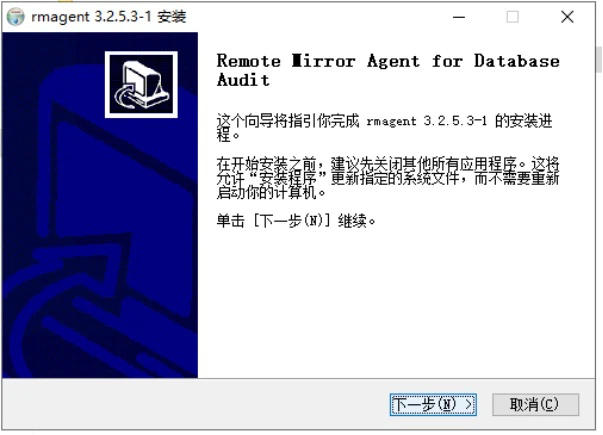 rmagent 3.2.5.3-1 安装
Remote Mirror Agent for Database
Audit
这个向导将指引你完成 rmagent 3.2.5.3-1 的安装进
程。
在开始安装之前，建议先关闭其他所有应用程序。这将
允许“安装程序”更新指定的系统文件，而不需要重新
启动你的计算机。
单击 [下一步(N)] 继续。
下一步(N) >
取消(C)